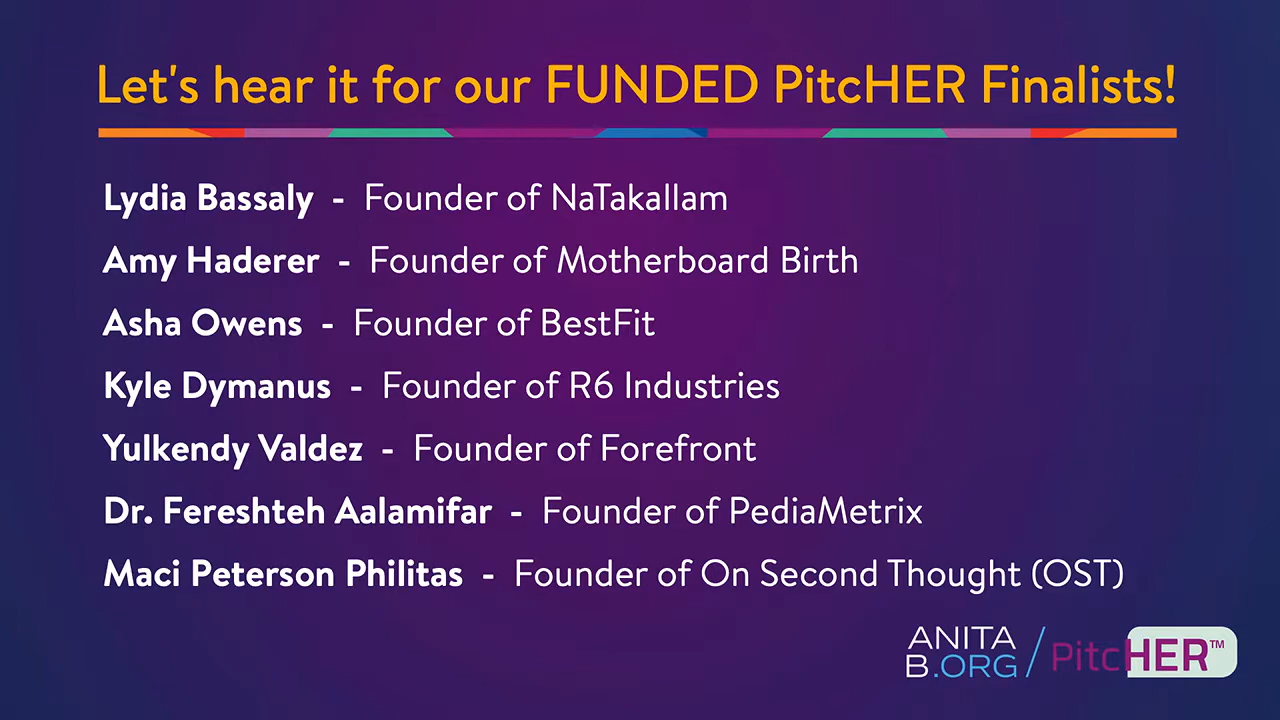 Let's hear it for our FUNDED PitcHER Finalists!
Lydia Bassaly - Founder of NaTakallam
Amy Haderer - Founder of Motherboard Birth
Asha Owens - Founder of BestFit
Kyle Dymanus - Founder of R6 Industries
Yulkendy Valdez - Founder of Forefront
Dr. Fereshteh Aalamifar - Founder of PediaMetrix
Maci Peterson Philitas - Founder of On Second Thought (OST)
ANITA
B.ORG / PitcHER™